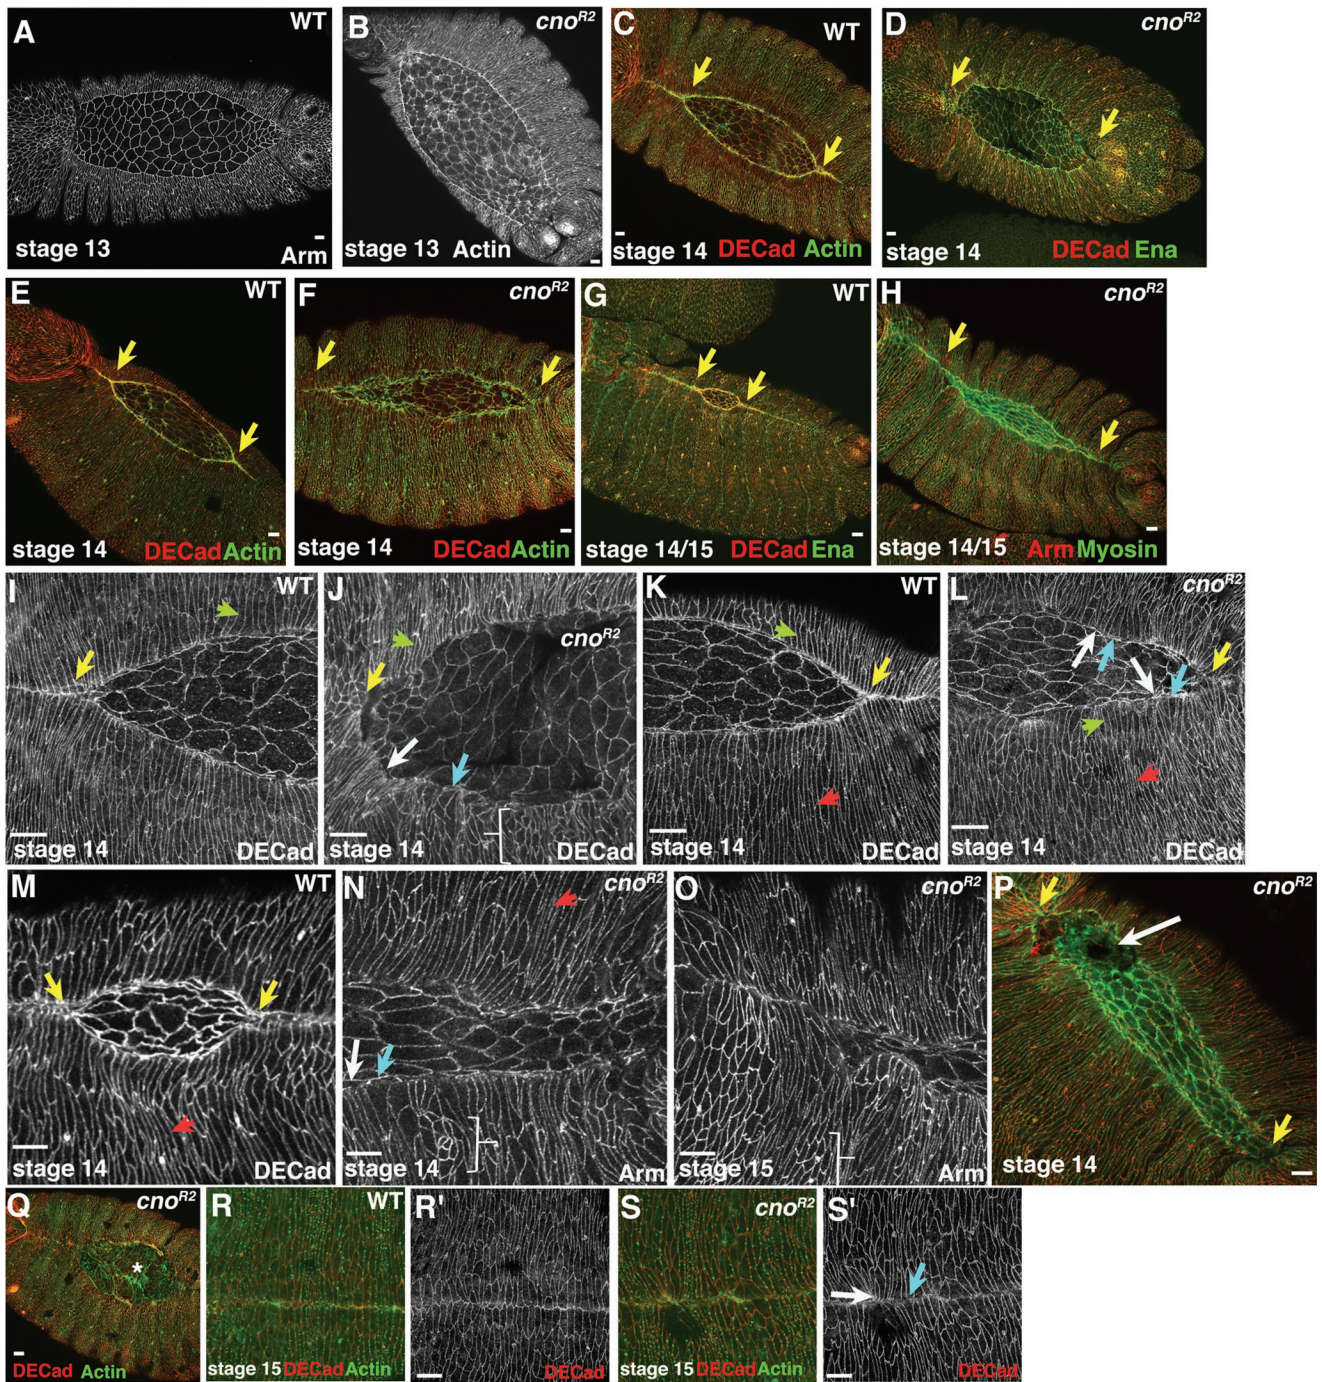 A WT stage 13 Arm
B cnoR2 stage 13 Actin
C WT stage 14 DECad Actin
D cnoR2 stage 14 DECad Ena
E WT stage 14 DECad Actin
F cnoR2 stage 14 DECad Actin
G WT stage 14/15 DECad Ena
H cnoR2 stage 14/15 Arm Myosin
I WT stage 14 DECad
J cnoR2 stage 14 DECad
K WT stage 14 DECad
L cnoR2 stage 14 DECad
M WT stage 14 DECad
N cnoR2 stage 14 Arm
O cnoR2 stage 15 Arm
P cnoR2 stage 14
Q cnoR2 * DECad Actin
R WT stage 15 DECad Actin
R' DECad
S cnoR2 stage 15 DECad Actin
S' DECad